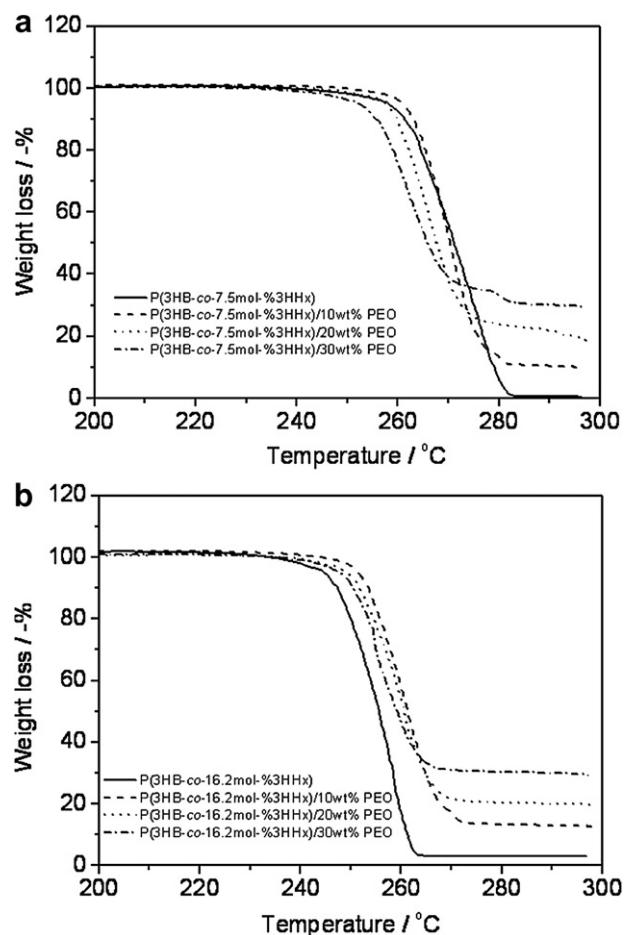 a
120
100
80
60
40
20
0
Weight loss / -%
P(3HB-co-7.5mol-%3HHx)
P(3HB-co-7.5mol-%3HHx)/10wt% PEO
P(3HB-co-7.5mol-%3HHx)/20wt% PEO
P(3HB-co-7.5mol-%3HHx)/30wt% PEO
200 220 240 260 280 300
Temperature / °C
b
120
100
80
60
40
20
0
Weight loss / -%
P(3HB-co-16.2mol-%3HHx)
P(3HB-co-16.2mol-%3HHx)/10wt% PEO
P(3HB-co-16.2mol-%3HHx)/20wt% PEO
P(3HB-co-16.2mol-%3HHx)/30wt% PEO
200 220 240 260 280 300
Temperature / °C